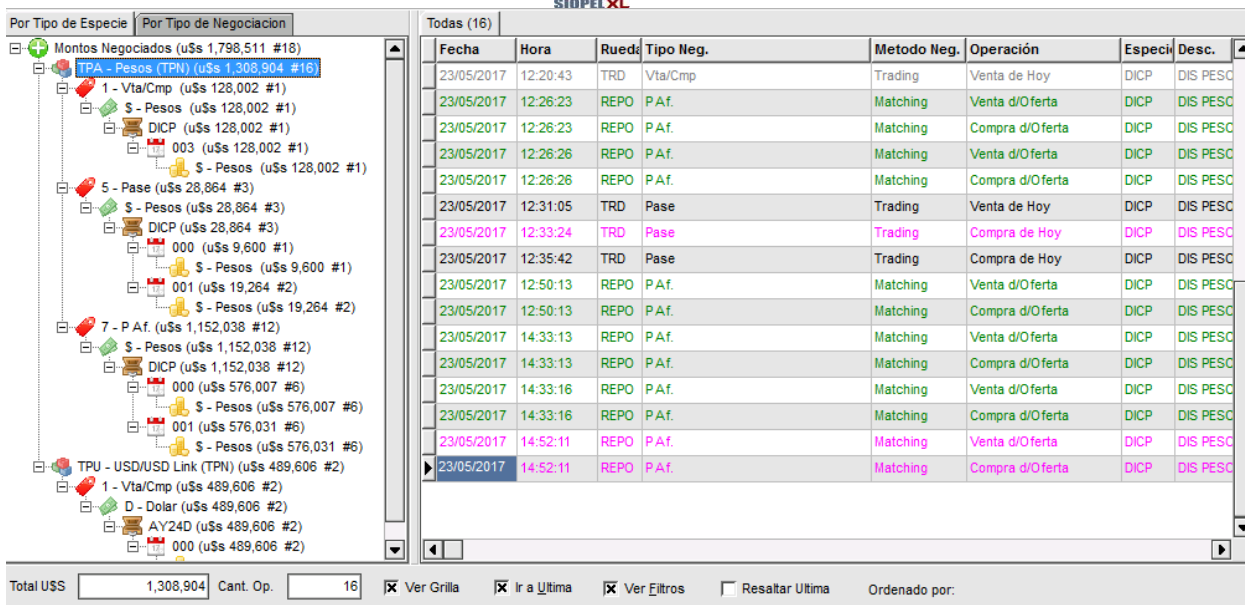 SIOPELXL
Por Tipo de Especie Por Tipo de Negociacion
Montos Negociados (u$s 1,798,511 #18)
TPA - Pesos (TPN) (u$s 1,308,904 #16)
1 - Vta/Cmp (u$s 128,002 #1)
$ - Pesos (u$s 128,002 #1)
DICP (u$s 128,002 #1)
003 (u$s 128,002 #1)
$ - Pesos (u$s 128,002 #1)
5 - Pase (u$s 28,864 #3)
$ - Pesos (u$s 28,864 #3)
DICP (u$s 28,864 #3)
000 (u$s 9,600 #1)
$ - Pesos (u$s 9,600 #1)
001 (u$s 19,264 #2)
$ - Pesos (u$s 19,264 #2)
7 - P Af. (u$s 1,152,038 #12)
$ - Pesos (u$s 1,152,038 #12)
DICP (u$s 1,152,038 #12)
000 (u$s 576,007 #6)
$ - Pesos (u$s 576,007 #6)
001 (u$s 576,031 #6)
$ - Pesos (u$s 576,031 #6)
TPU - USD/USD Link (TPN) (u$s 489,606 #2)
1 - Vta/Cmp (u$s 489,606 #2)
D - Dolar (u$s 489,606 #2)
AY24D (u$s 489,606 #2)
000 (u$s 489,606 #2)
Todas (16)
Fecha Hora Rueda Tipo Neg. Metodo Neg. Operación Especi Desc.
23/05/2017 12:20:43 TRD Vta/Cmp Trading Venta de Hoy DICP DIS PESO
23/05/2017 12:26:23 REPO P Af. Matching Venta d/Oferta DICP DIS PESO
23/05/2017 12:26:23 REPO P Af. Matching Compra d/Oferta DICP DIS PESO
23/05/2017 12:26:26 REPO P Af. Matching Venta d/Oferta DICP DIS PESO
23/05/2017 12:26:26 REPO P Af. Matching Compra d/Oferta DICP DIS PESO
23/05/2017 12:31:05 TRD Pase Trading Venta de Hoy DICP DIS PESO
23/05/2017 12:33:24 TRD Pase Trading Compra de Hoy DICP DIS PESO
23/05/2017 12:35:42 TRD Pase Trading Compra de Hoy DICP DIS PESO
23/05/2017 12:50:13 REPO P Af. Matching Venta d/Oferta DICP DIS PESO
23/05/2017 12:50:13 REPO P Af. Matching Compra d/Oferta DICP DIS PESO
23/05/2017 14:33:13 REPO P Af. Matching Venta d/Oferta DICP DIS PESO
23/05/2017 14:33:13 REPO P Af. Matching Compra d/Oferta DICP DIS PESO
23/05/2017 14:33:16 REPO P Af. Matching Venta d/Oferta DICP DIS PESO
23/05/2017 14:33:16 REPO P Af. Matching Compra d/Oferta DICP DIS PESO
23/05/2017 14:52:11 REPO P Af. Matching Venta d/Oferta DICP DIS PESO
23/05/2017 14:52:11 REPO P Af. Matching Compra d/Oferta DICP DIS PESO
Total U$S 1,308,904 Cant. Op. 16 Ver Grilla Ir a Ultima Ver Filtros Resaltar Ultima Ordenado por: